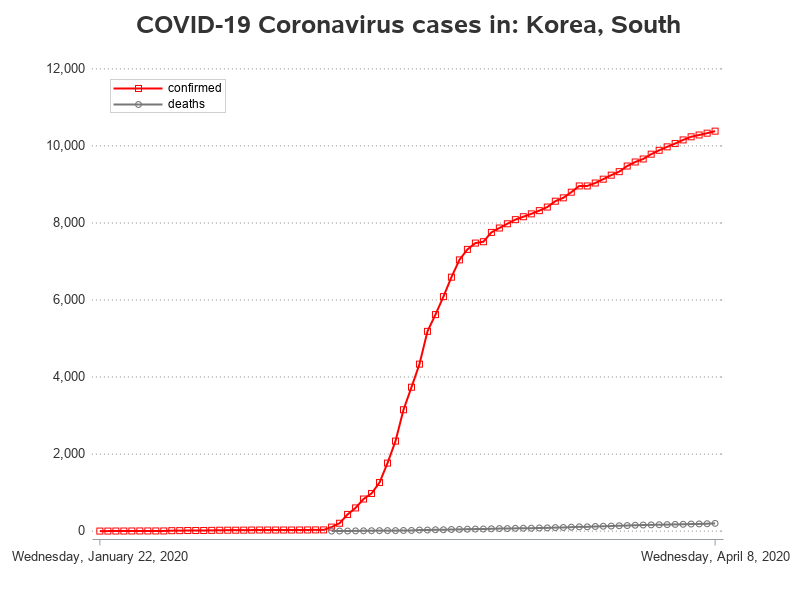 COVID-19 Coronavirus cases in: Korea, South
12,000
confirmed
deaths
10,000
8,000
6,000
4,000
2,000
0
Wednesday, January 22, 2020 Wednesday, April 8, 2020